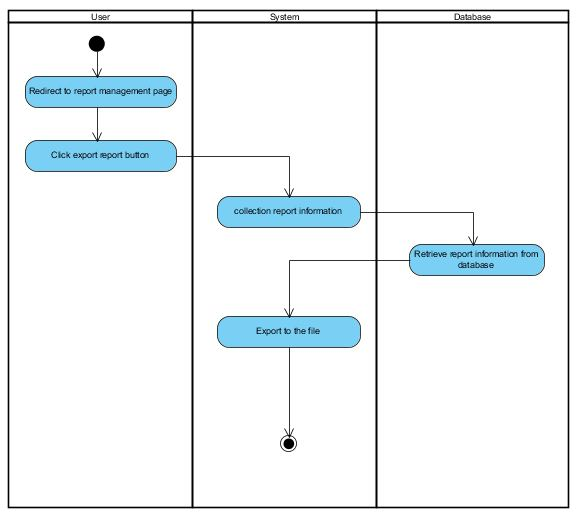 User
System
Database
Redirect to report management page
Click export report button
collection report information
Retrieve report information from
database
Export to the file